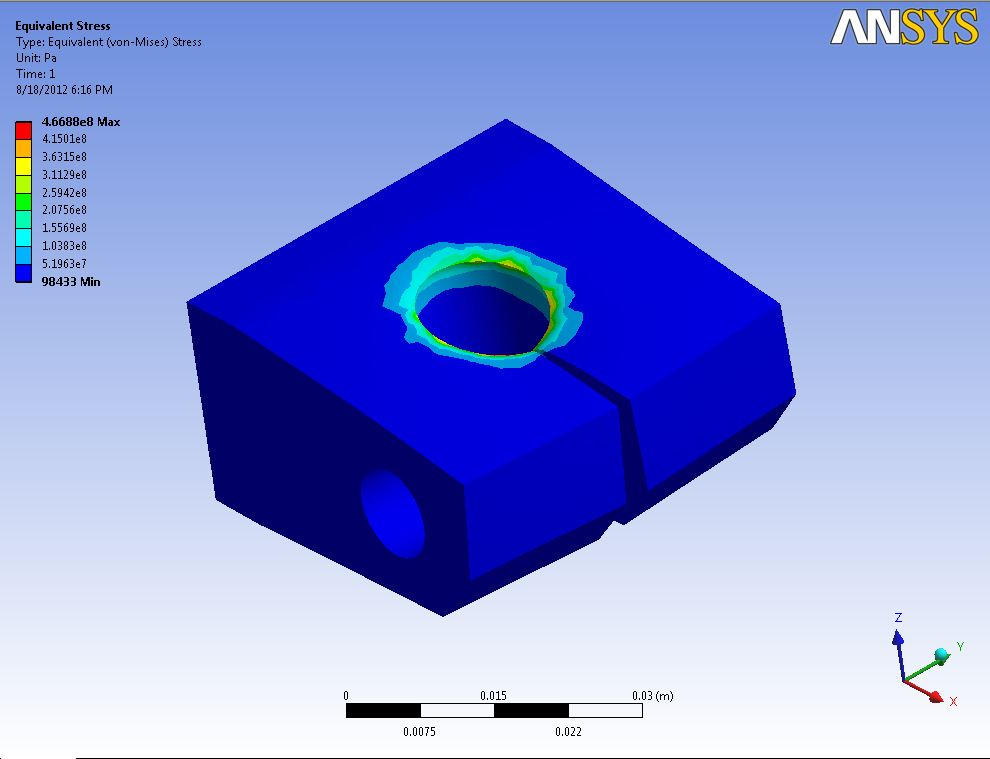 Equivalent Stress
Type: Equivalent (von-Mises) Stress
Unit: Pa
Time: 1
8/18/2012 6:16 PM
ANSYS
4.6688e8 Max
4.1501e8
3.6315e8
3.1129e8
2.5942e8
2.0756e8
1.5569e8
1.0383e8
5.1963e7
98433 Min
Z
Y
X
0 0.015 0.03 (m)
0.0075 0.022